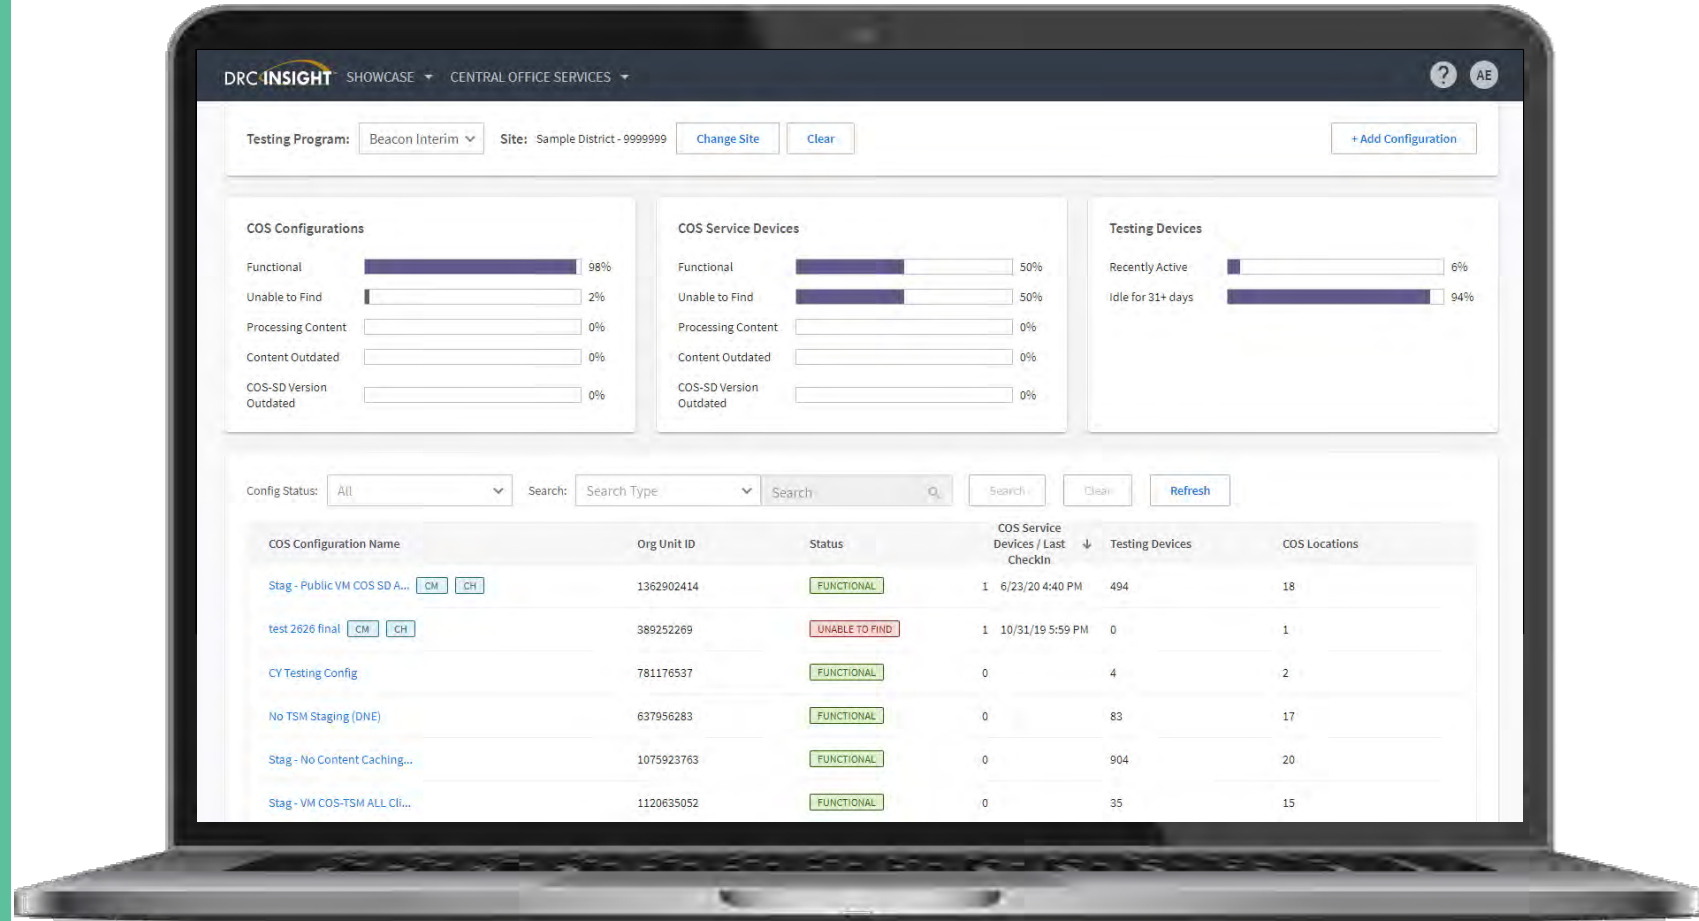 DRC INSIGHT SHOWCASE CENTRAL OFFICE SERVICES ? AE
Testing Program: Beacon Interim Site: Sample District - 9999999 Change Site Clear + Add Configuration
COS Configurations
Functional 98%
Unable to Find 2%
Processing Content 0%
Content Outdated 0%
COS-SD Version
Outdated 0%
COS Service Devices
Functional 50%
Unable to Find 50%
Processing Content 0%
Content Outdated 0%
COS-SD Version
Outdated 0%
Testing Devices
Recently Active 6%
Idle for 31+ days 94%
Config Status: All Search: Search Type Search Search Clear Refresh
COS Configuration Name Org Unit ID Status COS Service Devices / Last CheckIn Testing Devices COS Locations
Stag - Public VM COS SD A... CM CH 1362902414 FUNCTIONAL 1 6/23/20 4:40 PM 494 18
test 2626 final CM CH 389252269 UNABLE TO FIND 1 10/31/19 5:59 PM 0 1
CY Testing Config 781176537 FUNCTIONAL 0 4 2
No TSM Staging (DNE) 637956283 FUNCTIONAL 0 83 17
Stag - No Content Caching... 1075923763 FUNCTIONAL 0 904 20
Stag - VM COS-TSM ALL Cli... 1120635052 FUNCTIONAL 0 35 15